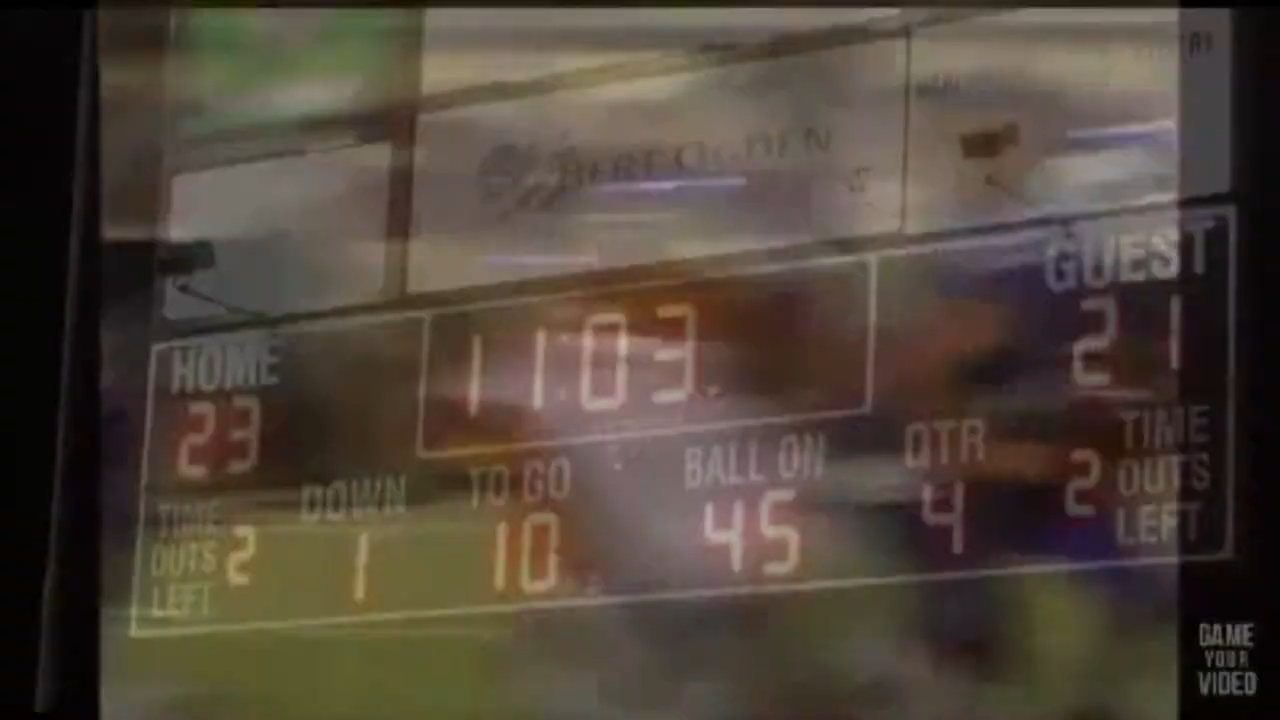 HOME
23
11:03
GUEST
21
TIME
OUTS
LEFT
2
DOWN
1
TO GO
10
BALL ON
45
QTR
4
2
TIME
OUTS
LEFT
GAME
YOUR
VIDEO